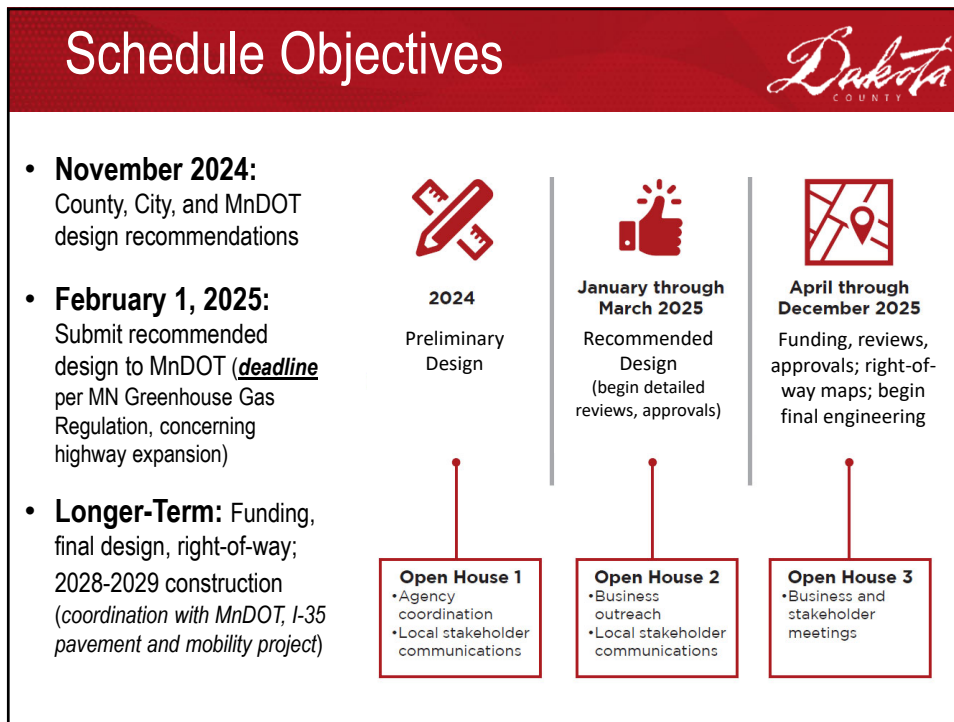 Schedule Objectives
Dakota
COUNTY
• November 2024:
County, City, and MnDOT
design recommendations
• February 1, 2025:
Submit recommended
design to MnDOT (deadline
per MN Greenhouse Gas
Regulation, concerning
highway expansion)
• Longer-Term: Funding,
final design, right-of-way;
2028-2029 construction
(coordination with MnDOT, I-35
pavement and mobility project)
2024
Preliminary
Design
January through
March 2025
Recommended
Design
(begin detailed
reviews, approvals)
April through
December 2025
Funding, reviews,
approvals; right-of-
way maps; begin
final engineering
Open House 1
•Agency
coordination
•Local stakeholder
communications
Open House 2
•Business
outreach
•Local stakeholder
communications
Open House 3
•Business and
stakeholder
meetings